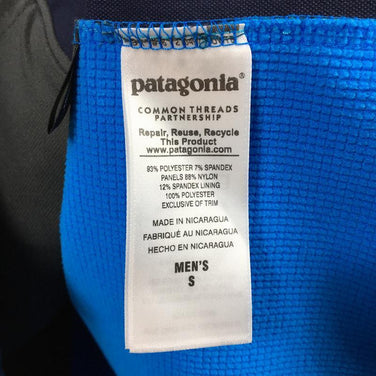 patagonia®
COMMON THREADS
PARTNERSHIP
Repair, Reuse, Recycle
This Product
www.patagonia.com
93% POLYESTER 7% SPANDEX
PANELS 88% NYLON
12% SPANDEX LINING
100% POLYESTER
EXCLUSIVE OF TRIM
MADE IN NICARAGUA
FABRIQUÉ AU NICARAGUA
HECHO EN NICARAGUA
MEN'S
S